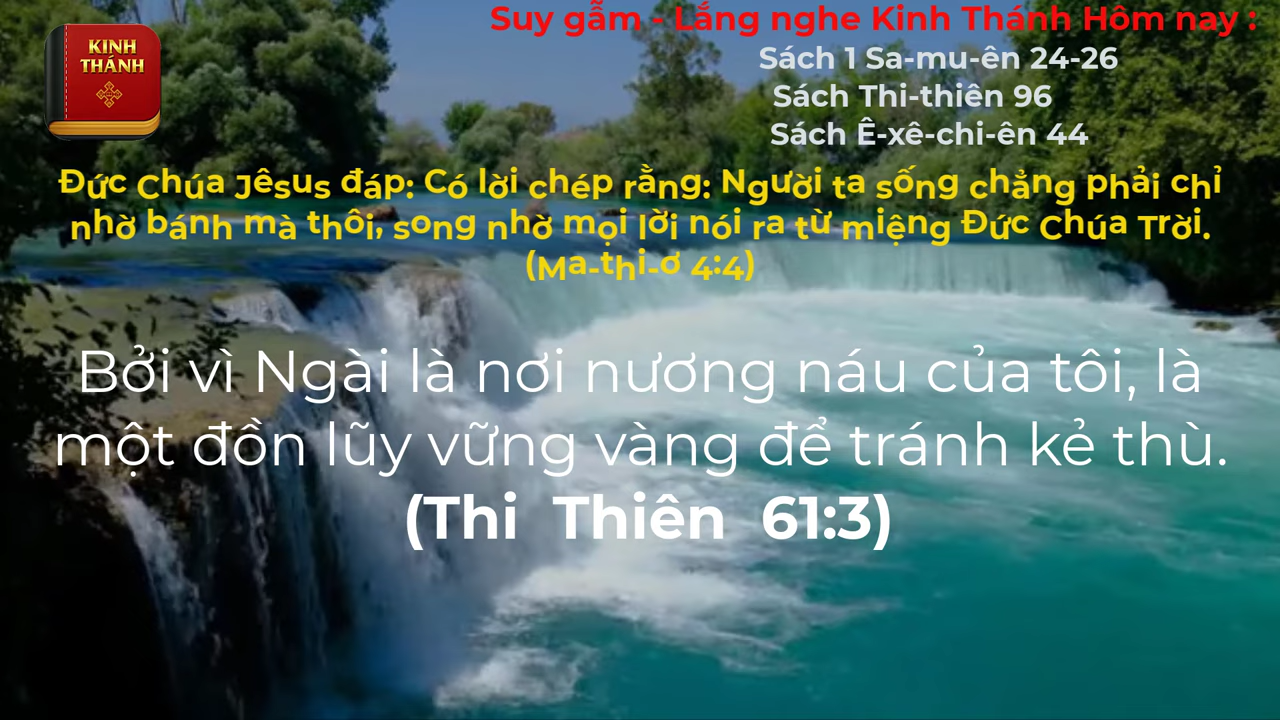 KINH
THÁNH
Suy gẫm - Lắng nghe Kinh Thánh Hôm nay :
Sách 1 Sa-mu-ên 24-26
Sách Thi-thiên 96
Sách Ê-xê-chi-ên 44
Đức Chúa Jêsus đáp: Có lời chép rằng: Người ta sống chẳng phải chỉ
nhờ bánh mà thôi, song nhờ mọi lời nói ra từ miệng Đức Chúa Trời.
(Ma-thi-ơ 4:4)
Bởi vì Ngài là nơi nương náu của tôi, là
một đồn lũy vững vàng để tránh kẻ thù.
(Thi Thiên 61:3)